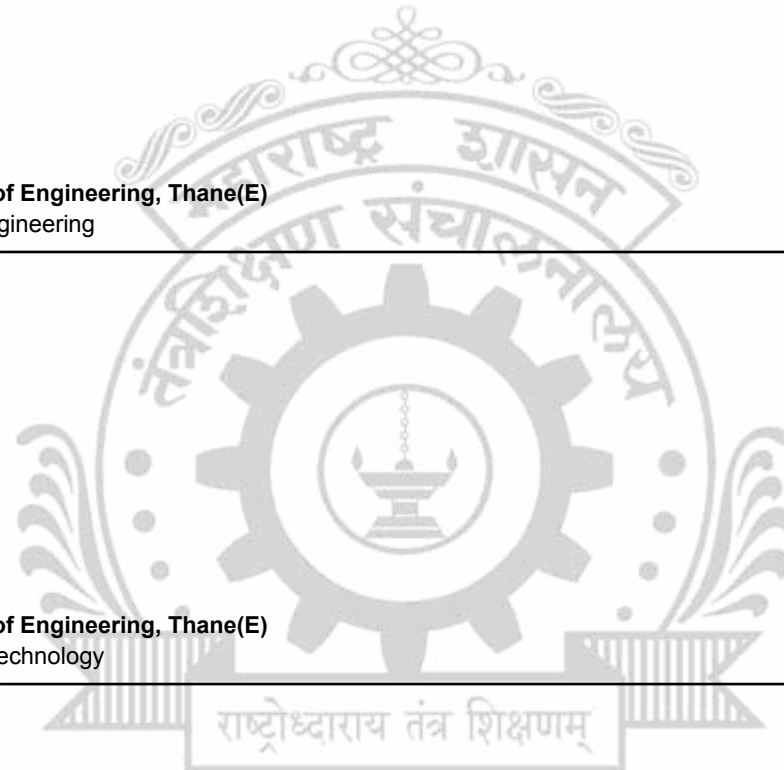 महाराष्ट्र शासन
of Engineering, Thane(E)
gineering
तंत्रशिक्षण संचालनालय
of Engineering, Thane(E)
echnology
राष्ट्रोध्दाराय तंत्र शिक्षणम्